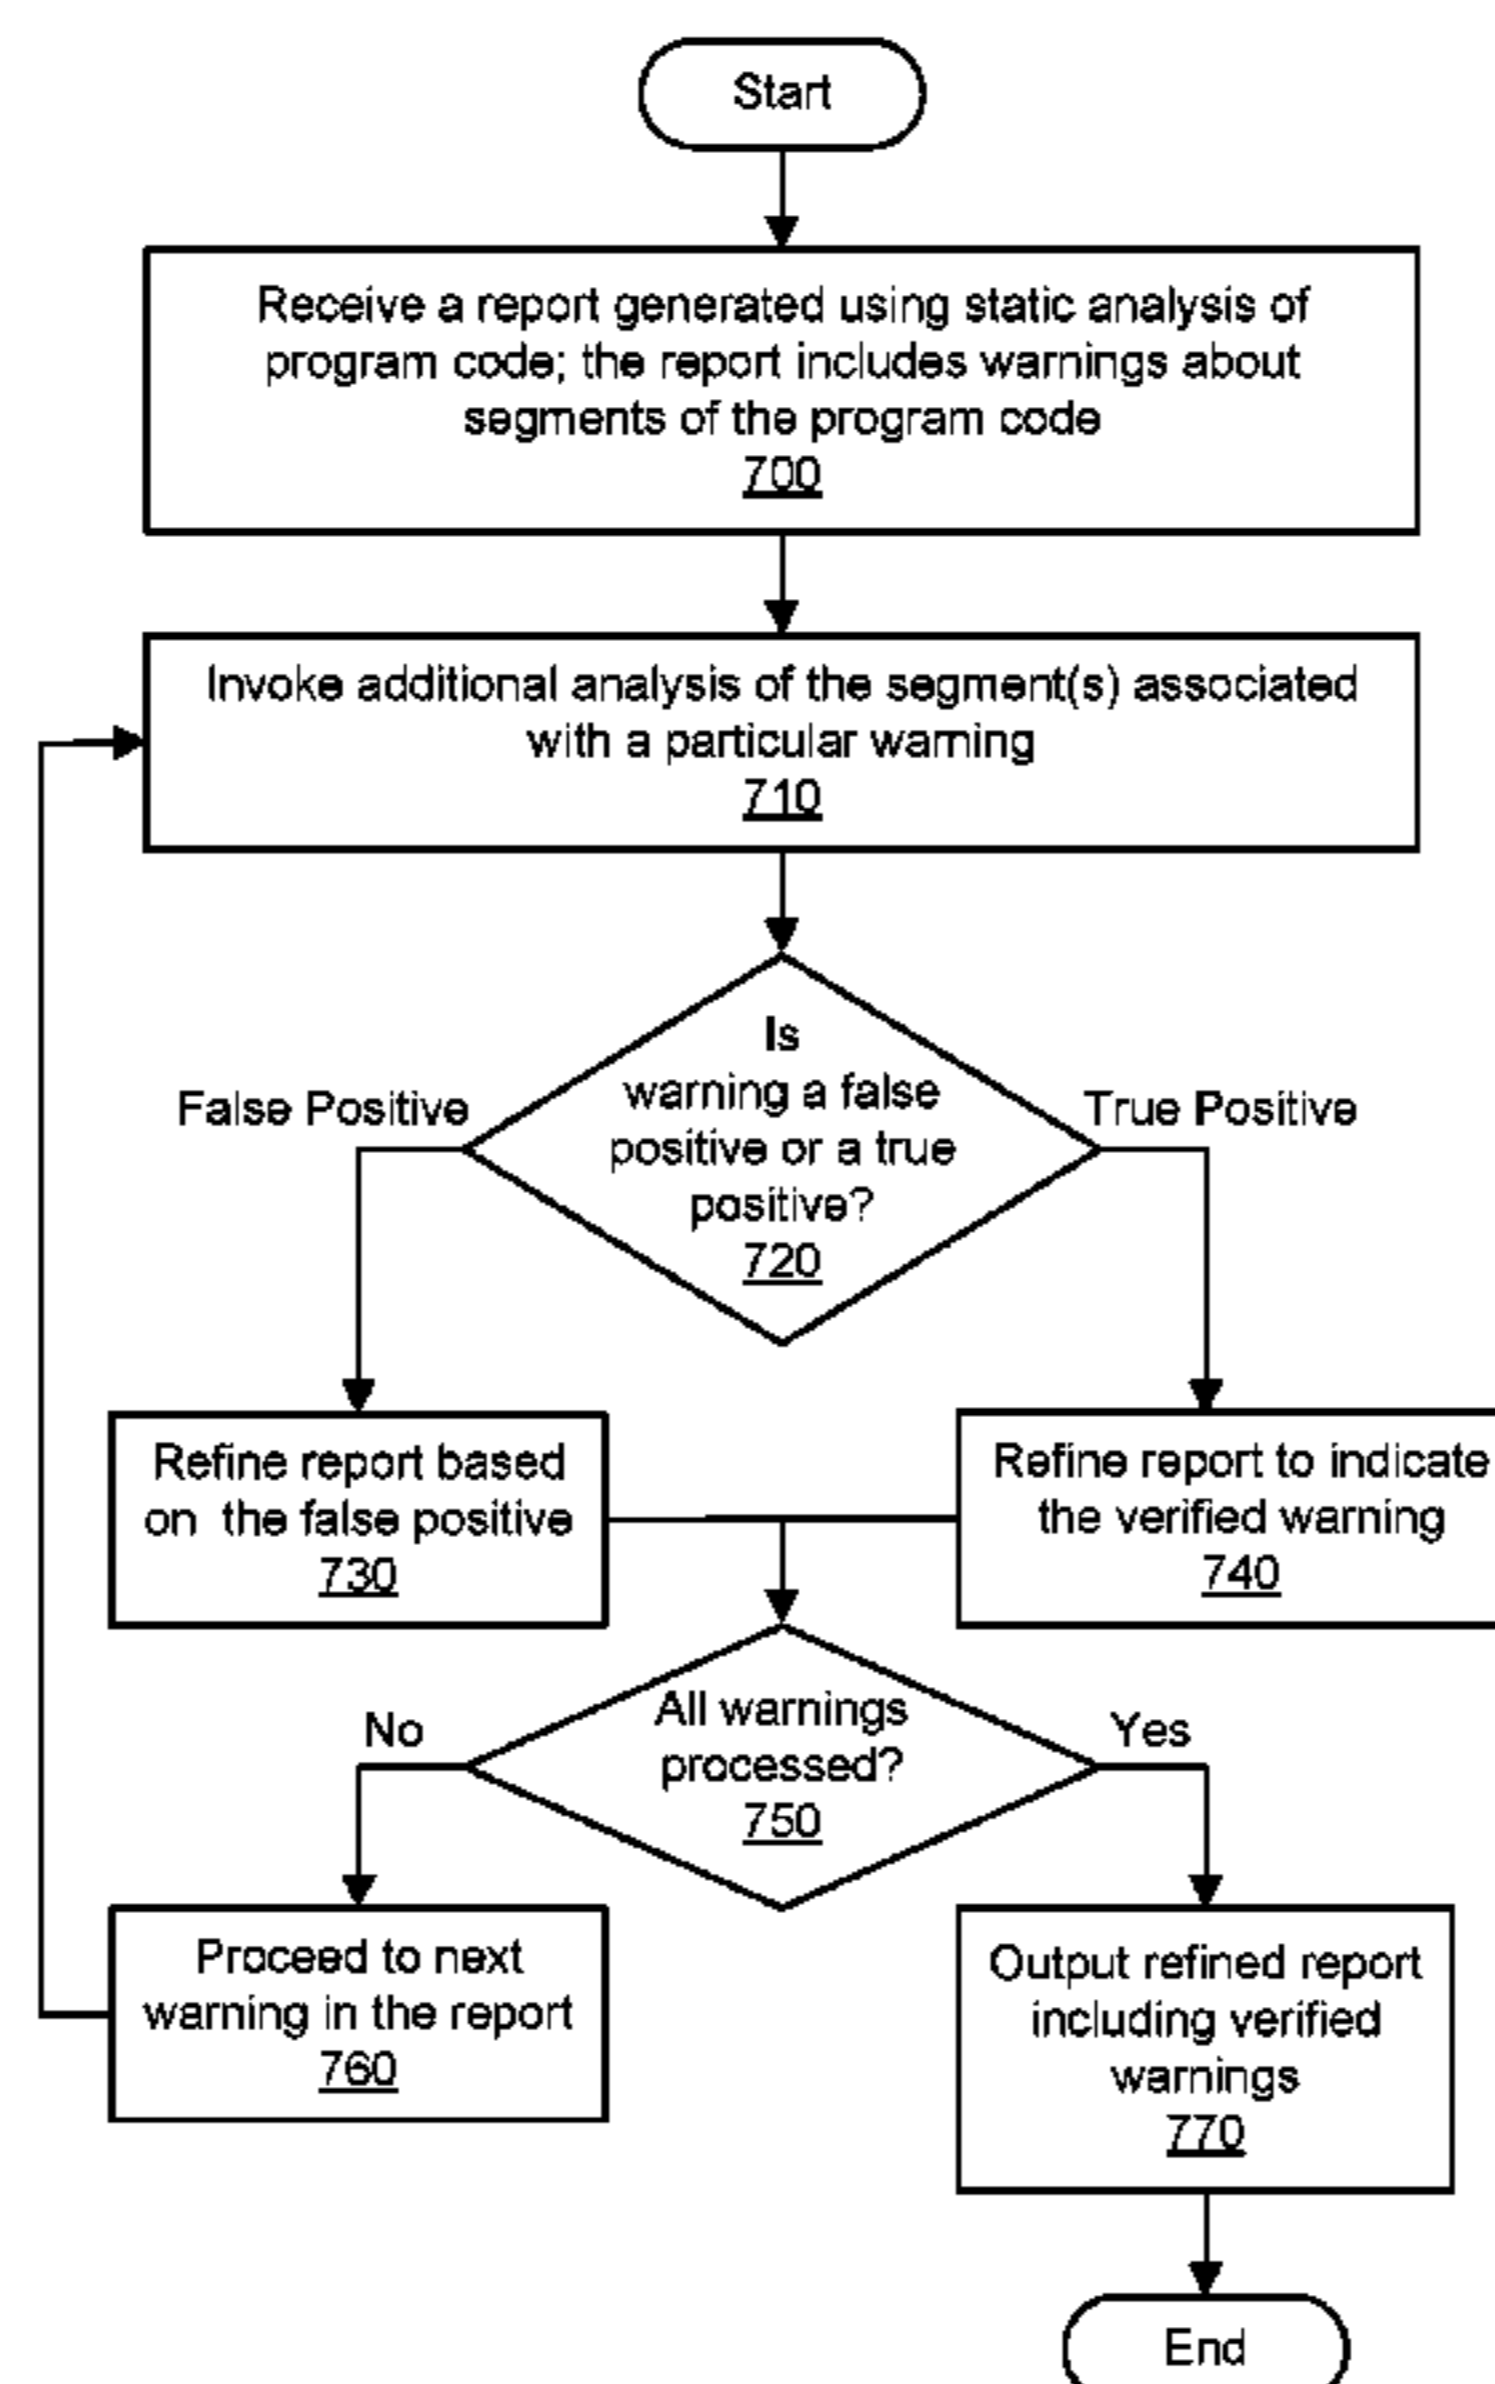 Start
Receive a report generated using static analysis of
program code; the report includes warnings about
segments of the program code
700
Invoke additional analysis of the segment(s) associated
with a particular warning
710
Is
warning a false
positive or a true
positive?
720
False Positive
True Positive
Refine report based
on the false positive
730
Refine report to indicate
the verified warning
740
All warnings
processed?
750
No
Yes
Proceed to next
warning in the report
760
Output refined report
including verified
warnings
770
End